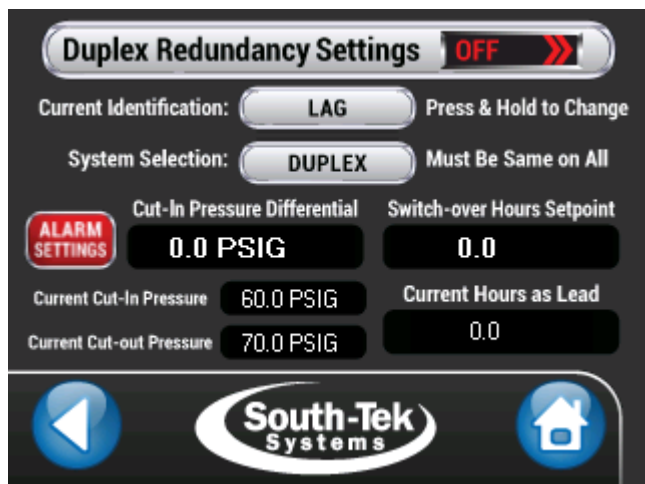 Duplex Redundancy Settings OFF
Current Identification: LAG Press & Hold to Change
System Selection: DUPLEX Must Be Same on All
ALARM SETTINGS
Cut-In Pressure Differential Switch-over Hours Setpoint
0.0 PSIG 0.0
Current Cut-In Pressure 60.0 PSIG Current Hours as Lead
Current Cut-out Pressure 70.0 PSIG 0.0
South-Tek
Systems